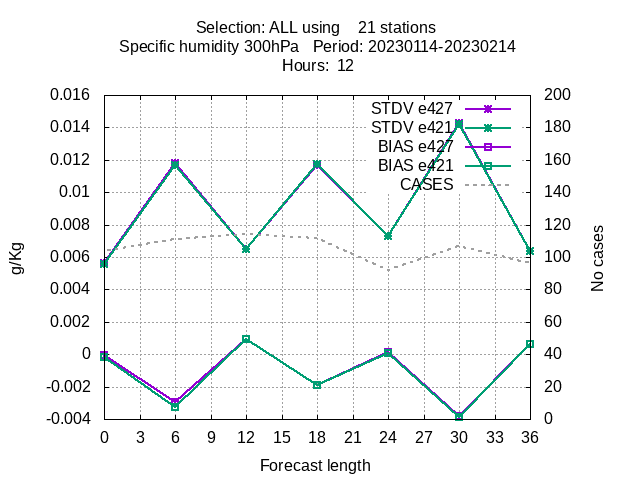 Selection: ALL using 21 stations
Specific humidity 300hPa Period: 20230114-20230214
Hours: 12
0.016
0.014
0.012
0.01
0.008
0.006
0.004
0.002
0
-0.002
-0.004
g/Kg
STDV e427
STDV e421
BIAS e427
BIAS e421
CASES
200
180
160
140
120
100
80
60
40
20
0
No cases
0 3 6 9 12 15 18 21 24 27 30 33 36
Forecast length